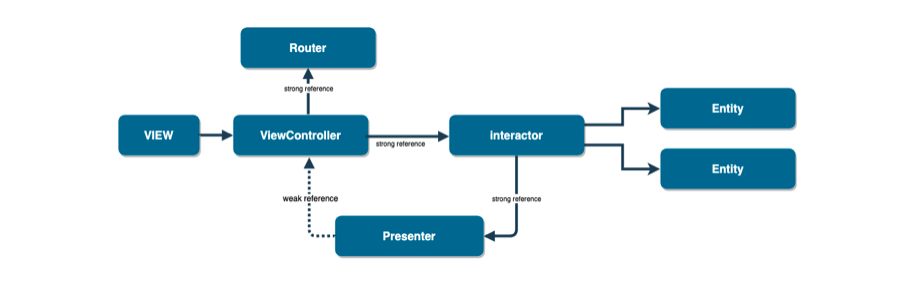 Router
strong reference
Entity
VIEW
ViewController
Interactor
strong reference
Entity
weak reference
strong reference
Presenter